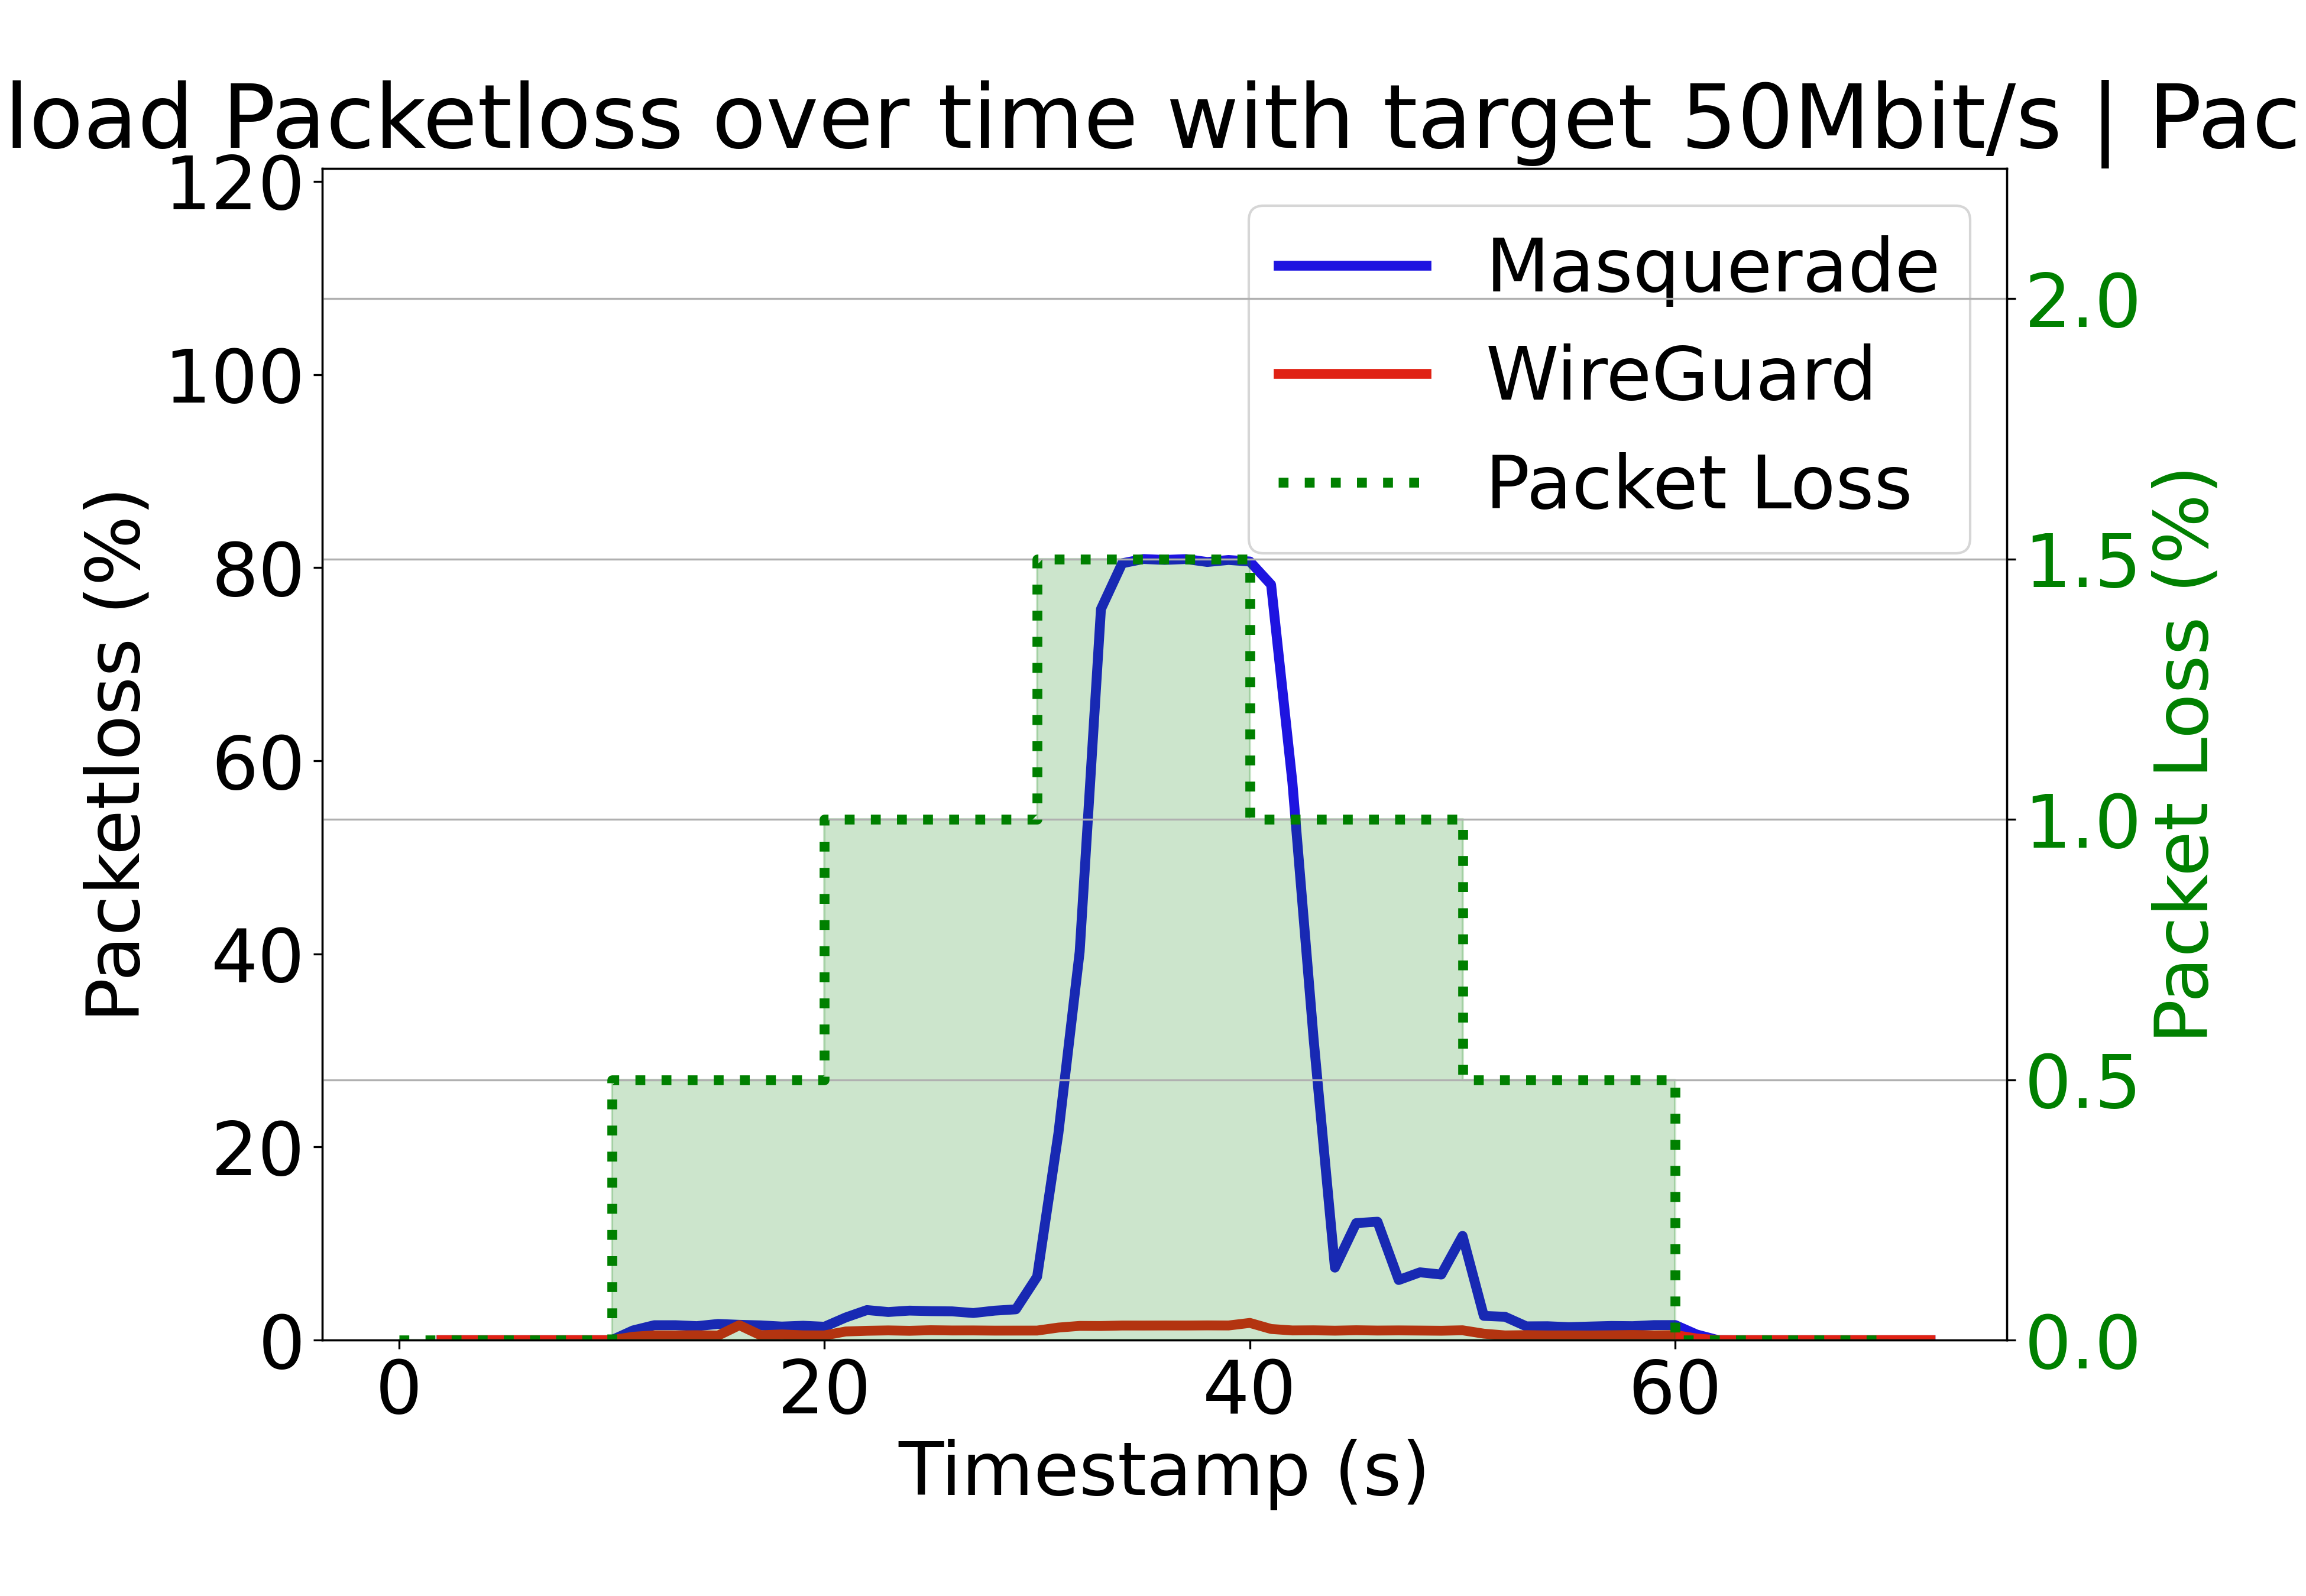 load Packetloss over time with target 50Mbit/s | Pac
120
100
80
60
40
20
0
Packetloss (%)
Masquerade
WireGuard
Packet Loss
2.0
1.5
1.0
0.5
0.0
Packet Loss (%)
0 20 40 60
Timestamp (s)